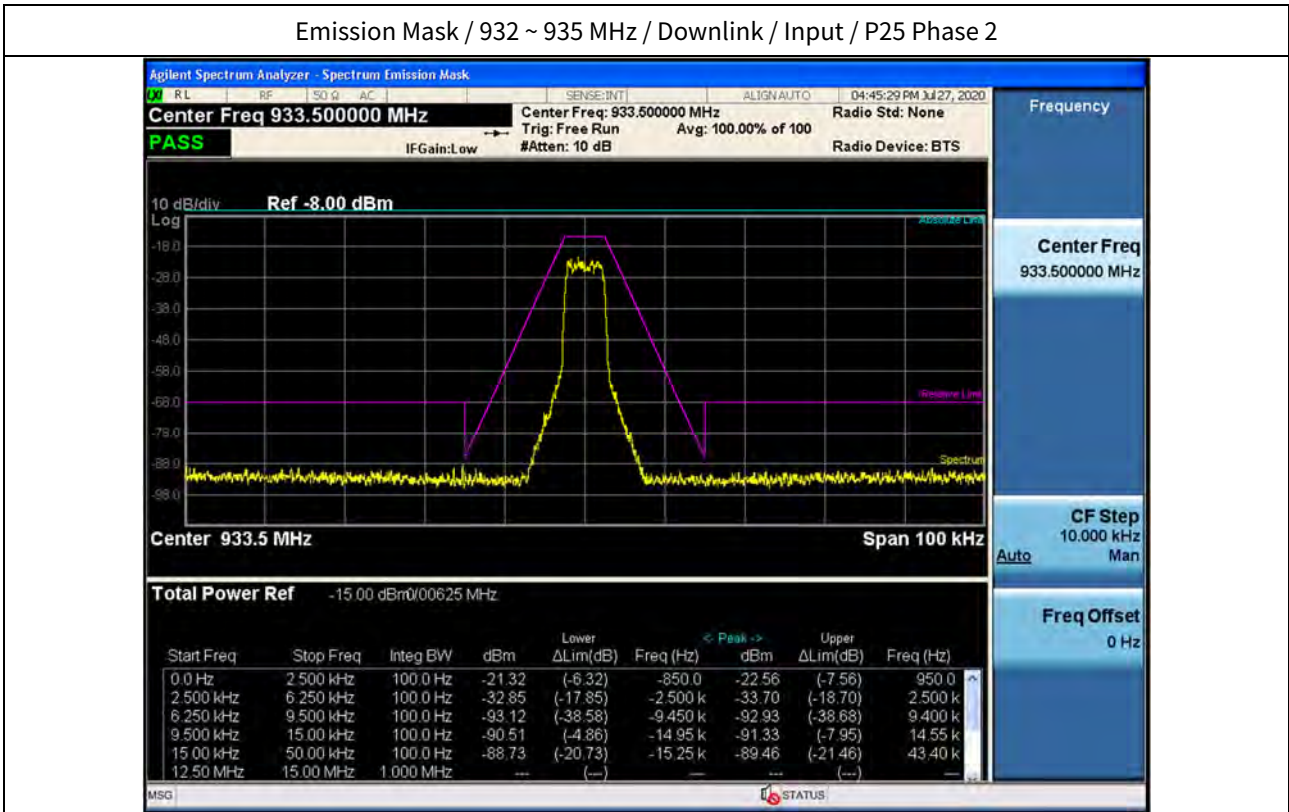 Emission Mask / 932 ~ 935 MHz / Downlink / Input / P25 Phase 2
Agilent Spectrum Analyzer - Spectrum Emission Mask
LXI RL RF 50 Ω AC SENSE:INT ALIGN AUTO 04:45:29 PM Jul 27, 2020
Center Freq 933.500000 MHz Center Freq: 933.500000 MHz Radio Std: None
Trig: Free Run Avg: 100.00% of 100
PASS IFGain:Low #Atten: 10 dB Radio Device: BTS
Frequency
10 dB/div Ref -8.00 dBm
Log
Absolute Limit
-18.0
-28.0
-38.0
-48.0
-58.0
-68.0
Relative Limit
-78.0
-88.0
Spectrum
-98.0
Center 933.5 MHz Span 100 kHz
Center Freq
933.500000 MHz
CF Step
10.000 kHz
Auto Man
Freq Offset
0 Hz
Total Power Ref -15.00 dBm/0.00625 MHz
Lower <- Peak -> Upper
Start Freq Stop Freq Integ BW dBm ΔLim(dB) Freq (Hz) dBm ΔLim(dB) Freq (Hz)
0.0 Hz 2.500 kHz 100.0 Hz -21.32 (-6.32) -850.0 -22.56 (-7.56) 950.0
2.500 kHz 6.250 kHz 100.0 Hz -32.85 (-17.85) -2.500 k -33.70 (-18.70) 2.500 k
6.250 kHz 9.500 kHz 100.0 Hz -93.12 (-38.58) -9.450 k -92.93 (-38.68) 9.400 k
9.500 kHz 15.00 kHz 100.0 Hz -90.51 (-4.86) -14.95 k -91.33 (-7.95) 14.55 k
15.00 kHz 50.00 kHz 100.0 Hz -88.73 (-20.73) -15.25 k -89.46 (-21.46) 43.40 k
12.50 MHz 15.00 MHz 1.000 MHz --- (---) --- --- (---) ---
MSG STATUS